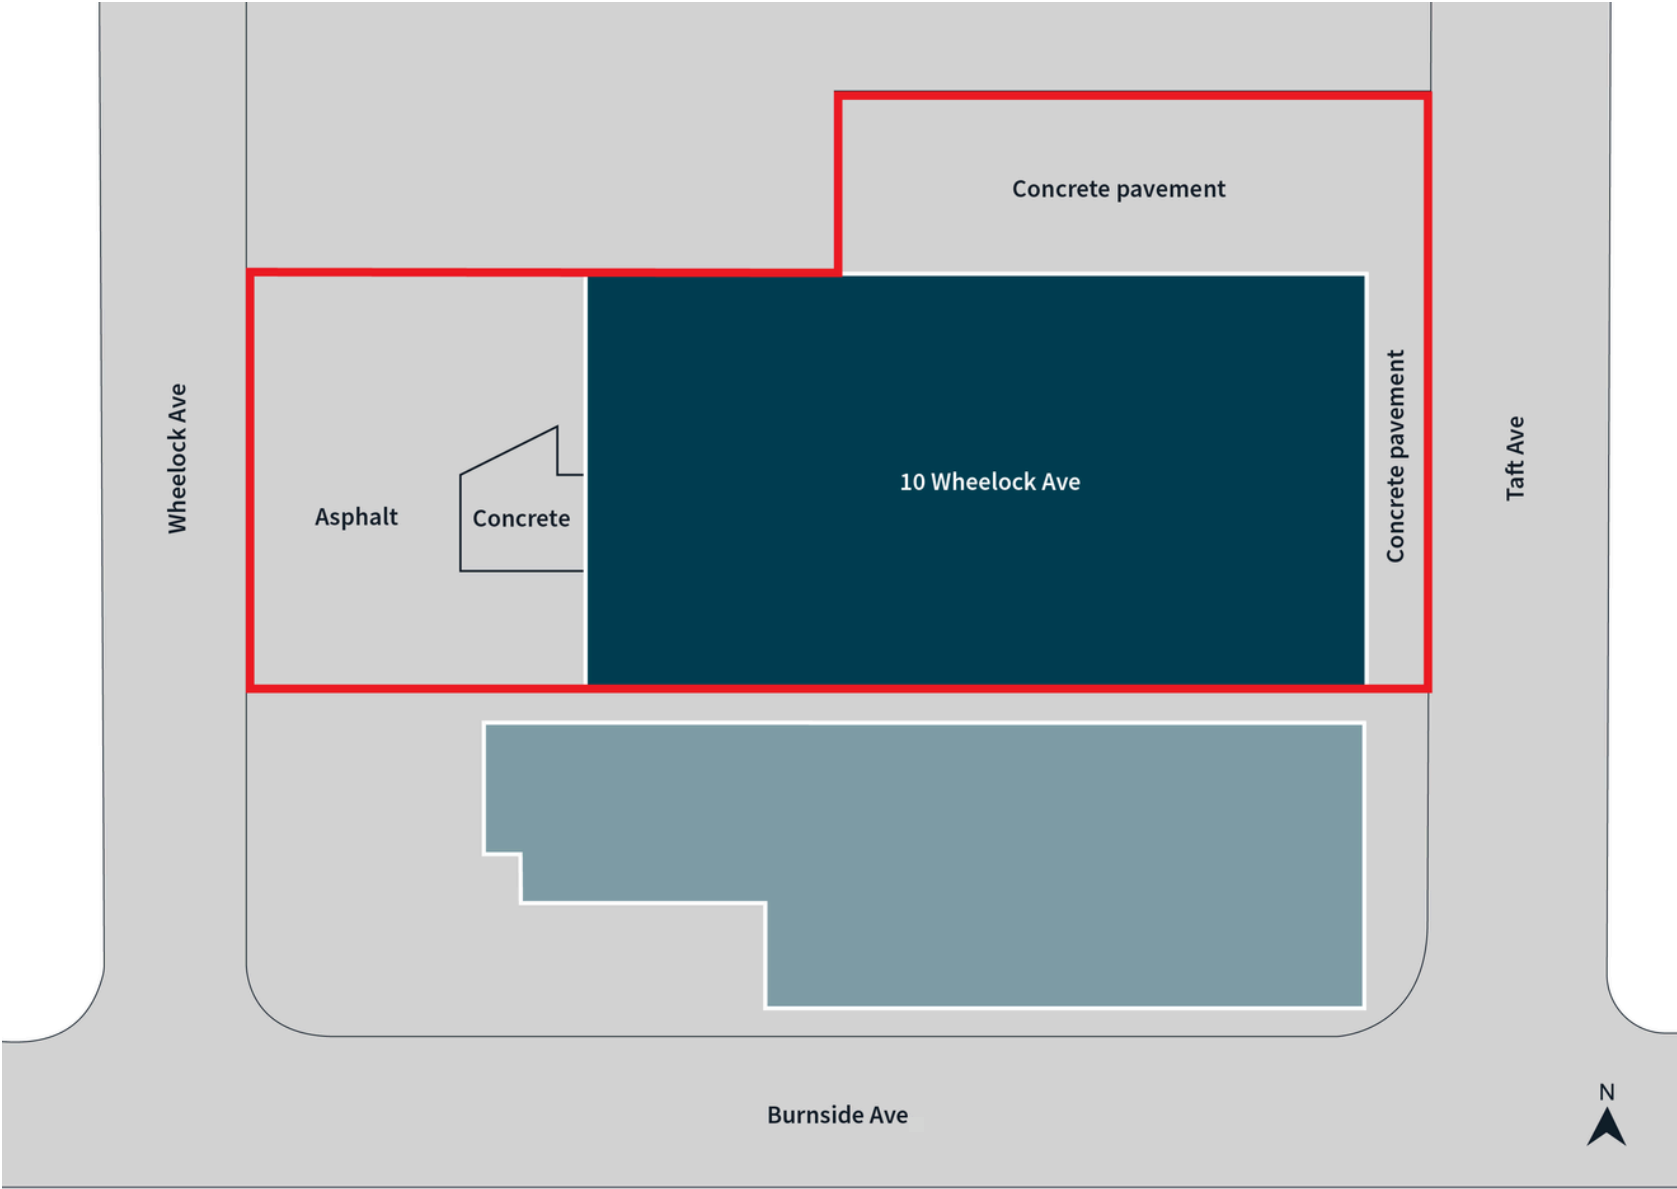 Concrete pavement
Wheelock Ave
Asphalt
Concrete
10 Wheelock Ave
Concrete pavement
Taft Ave
Burnside Ave
N